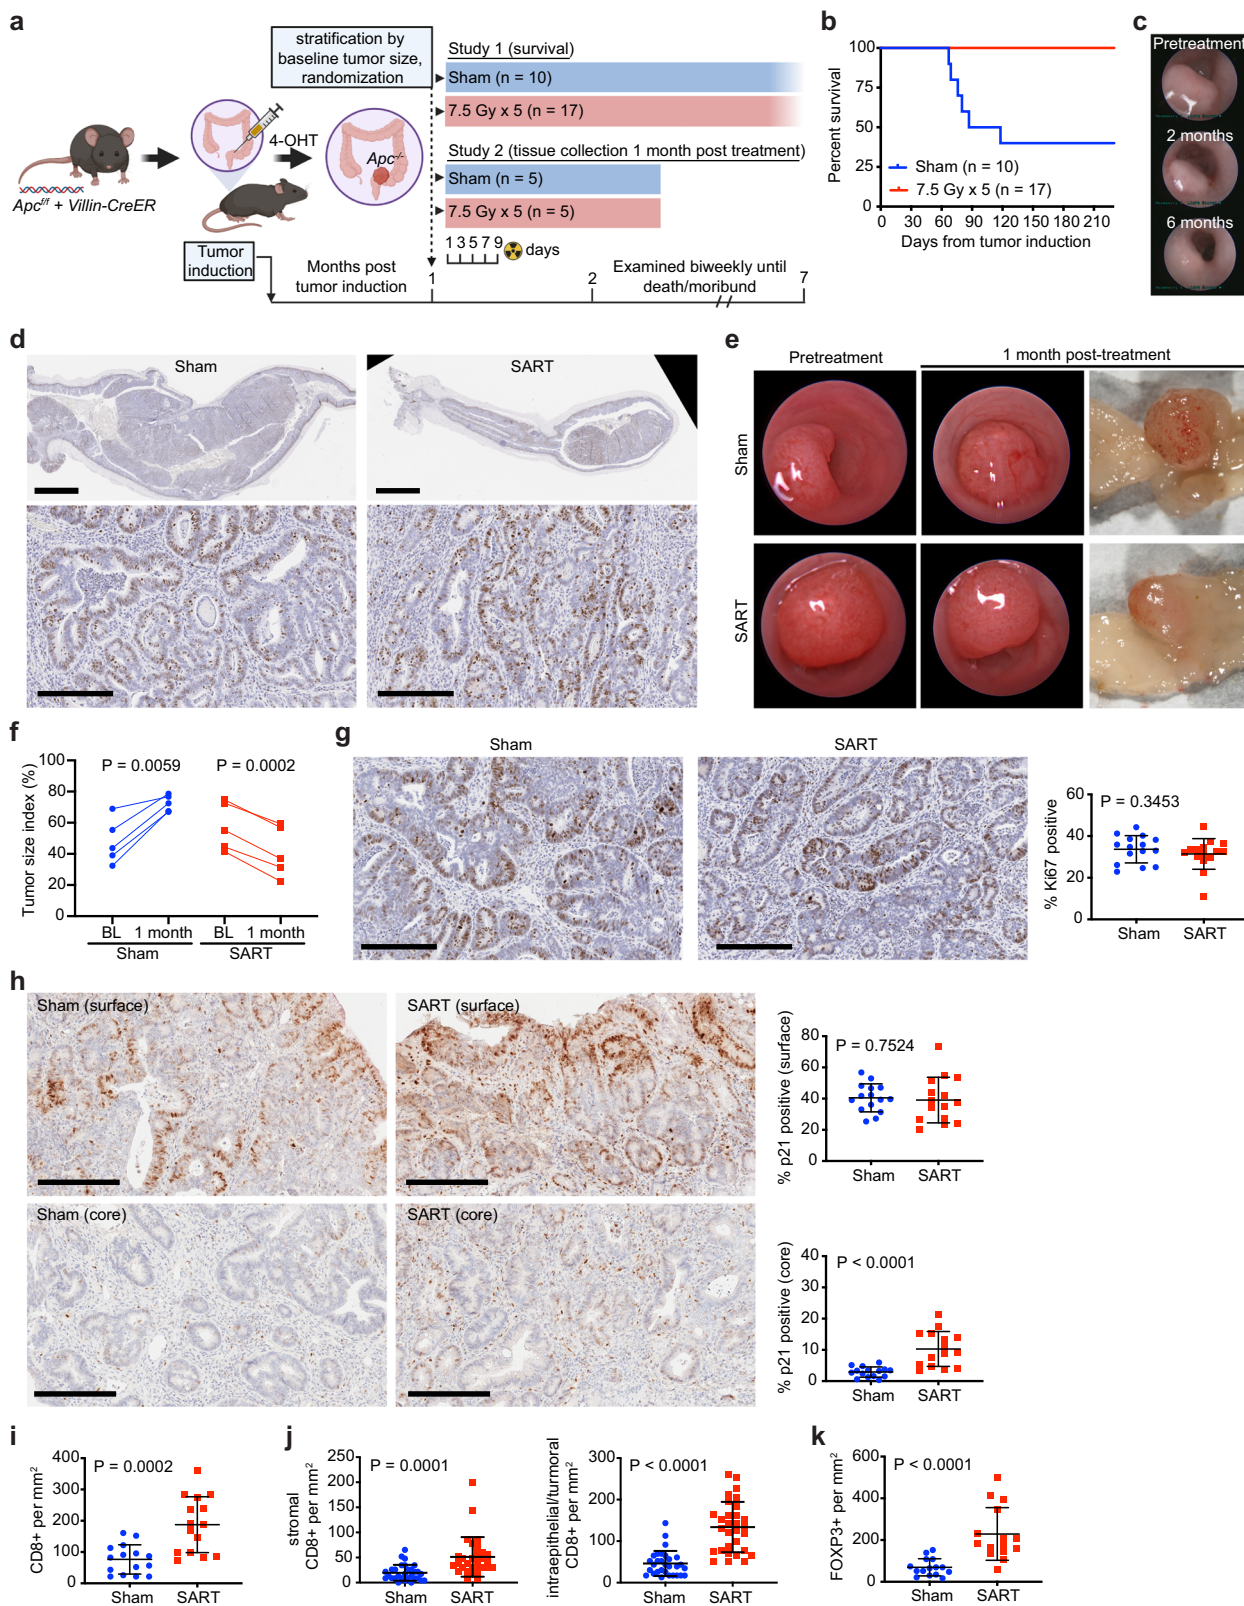 a
stratification by
baseline tumor size,
randomization
Study 1 (survival)
Sham (n = 10)
7.5 Gy x 5 (n = 17)
4-OHT
Apc-/-
Study 2 (tissue collection 1 month post treatment)
Sham (n = 5)
7.5 Gy x 5 (n = 5)
Apcf/f + Villin-CreER
1 3 5 7 9 days
Tumor
induction
Months post
tumor induction
1
2
Examined biweekly until
death/moribund
7
b
Percent survival
100
75
50
25
0
Sham (n = 10)
7.5 Gy x 5 (n = 17)
0 30 60 90 120 150 180 210
Days from tumor induction
c
Pretreatment
2 months
6 months
d
Sham
SART
e
Pretreatment
1 month post-treatment
Sham
SART
f
Tumor size index (%)
100
80
60
40
20
0
P = 0.0059
P = 0.0002
BL 1 month BL 1 month
Sham SART
g
Sham
SART
% Ki67 positive
60
40
20
0
P = 0.3453
Sham SART
h
Sham (surface)
SART (surface)
Sham (core)
SART (core)
% p21 positive (surface)
80
60
40
20
0
P = 0.7524
Sham SART
% p21 positive (core)
40
30
20
10
0
P < 0.0001
Sham SART
i
CD8+ per mm2
400
300
200
100
0
P = 0.0002
Sham SART
j
stromal
CD8+ per mm2
250
200
150
100
50
0
P = 0.0001
Sham SART
intraepithelial/turmoral
CD8+ per mm2
300
200
100
0
P < 0.0001
Sham SART
k
FOXP3+ per mm2
600
400
200
0
P < 0.0001
Sham SART